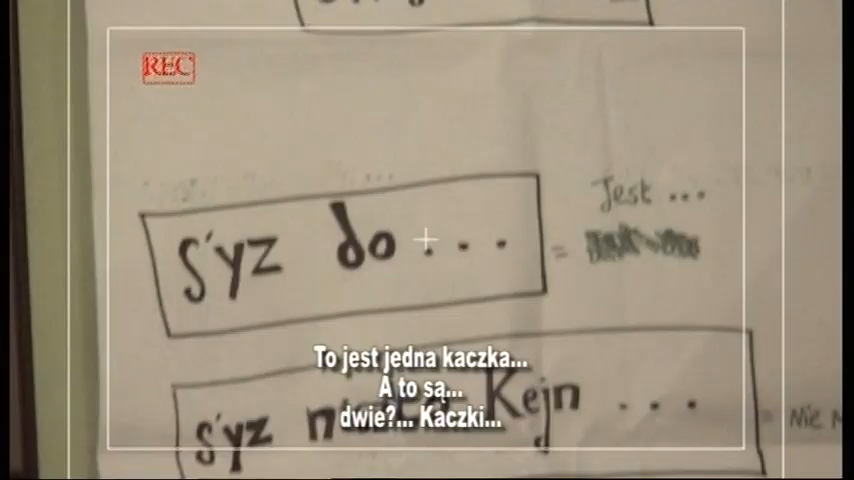 REC
S'yz do ...
Jest ...
=
To jest jedna kaczka...
A to są...
dwie?... Kaczki...
S'yz Kejn ...
= Nie